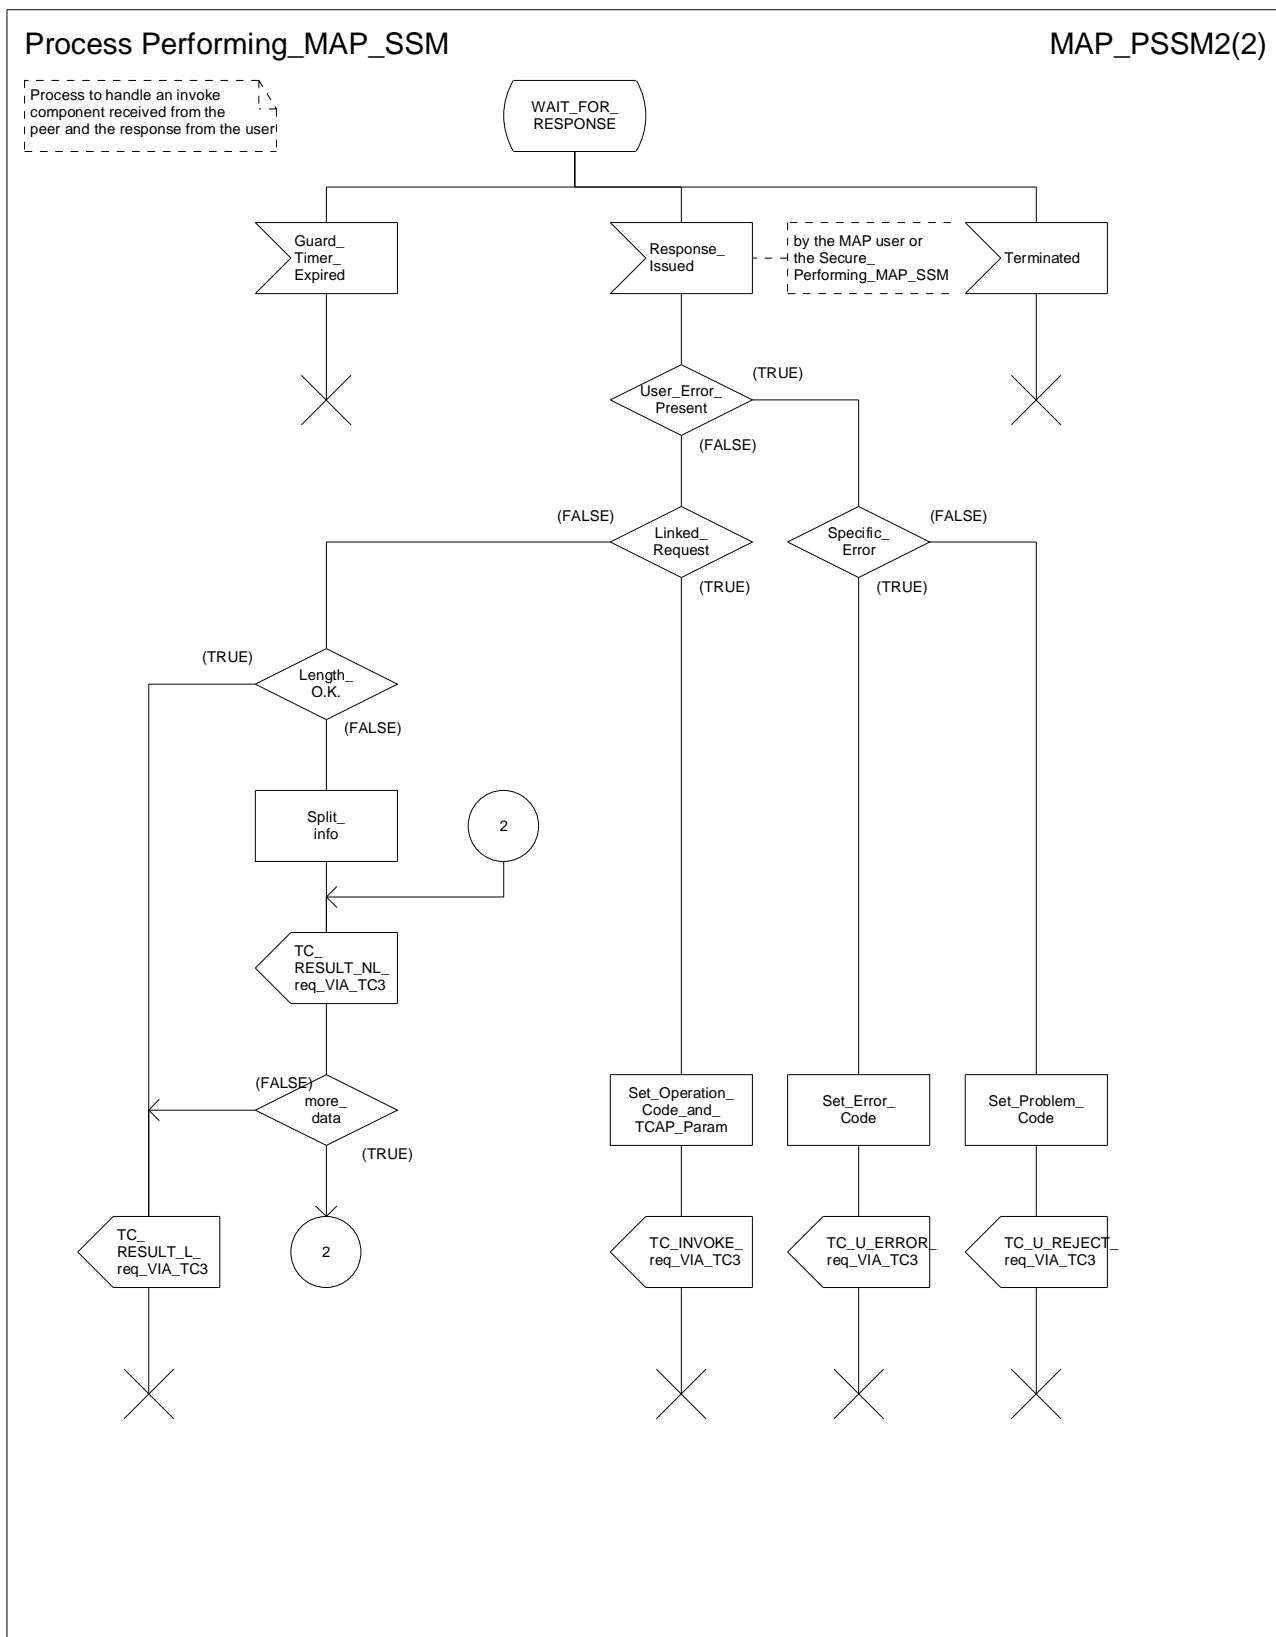 Process Performing_MAP_SSM
MAP_PSSM2(2)
Process to handle an invoke
component received from the
peer and the response from the user
WAIT_FOR_
RESPONSE
Guard_
Timer_
Expired
Response_
Issued
by the MAP user or
the Secure_
Performing_MAP_SSM
Terminated
User_Error_
Present
(TRUE)
(FALSE)
(FALSE)
Linked_
Request
(TRUE)
Specific_
Error
(FALSE)
(TRUE)
(TRUE)
Length_
O.K.
(FALSE)
Split_
info
2
TC_
RESULT_NL_
req_VIA_TC3
(FALSE)
more_
data
(TRUE)
Set_Operation_
Code_and_
TCAP_Param
Set_Error_
Code
Set_Problem_
Code
TC_
RESULT_L_
req_VIA_TC3
2
TC_INVOKE_
req_VIA_TC3
TC_U_ERROR_
req_VIA_TC3
TC_U_REJECT_
req_VIA_TC3